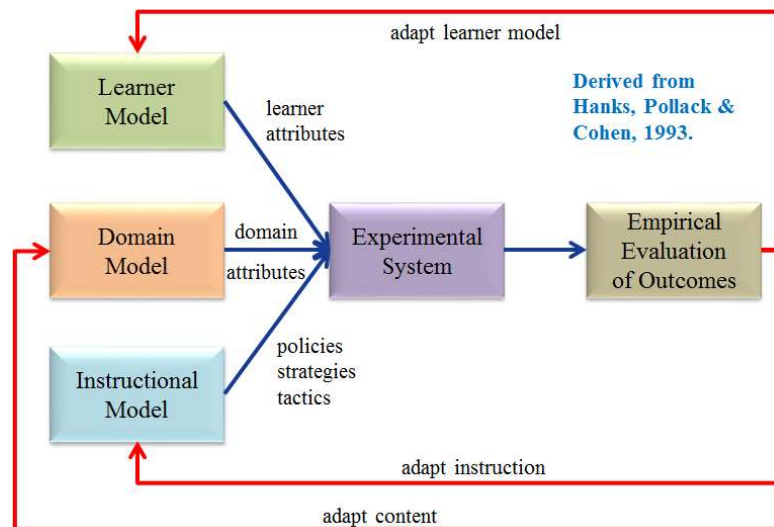 adapt learner model
Learner
Model
learner
attributes
Derived from
Hanks, Pollack &
Cohen, 1993.
Domain
Model
domain
attributes
Experimental
System
Empirical
Evaluation
of Outcomes
Instructional
Model
policies
strategies
tactics
adapt instruction
adapt content